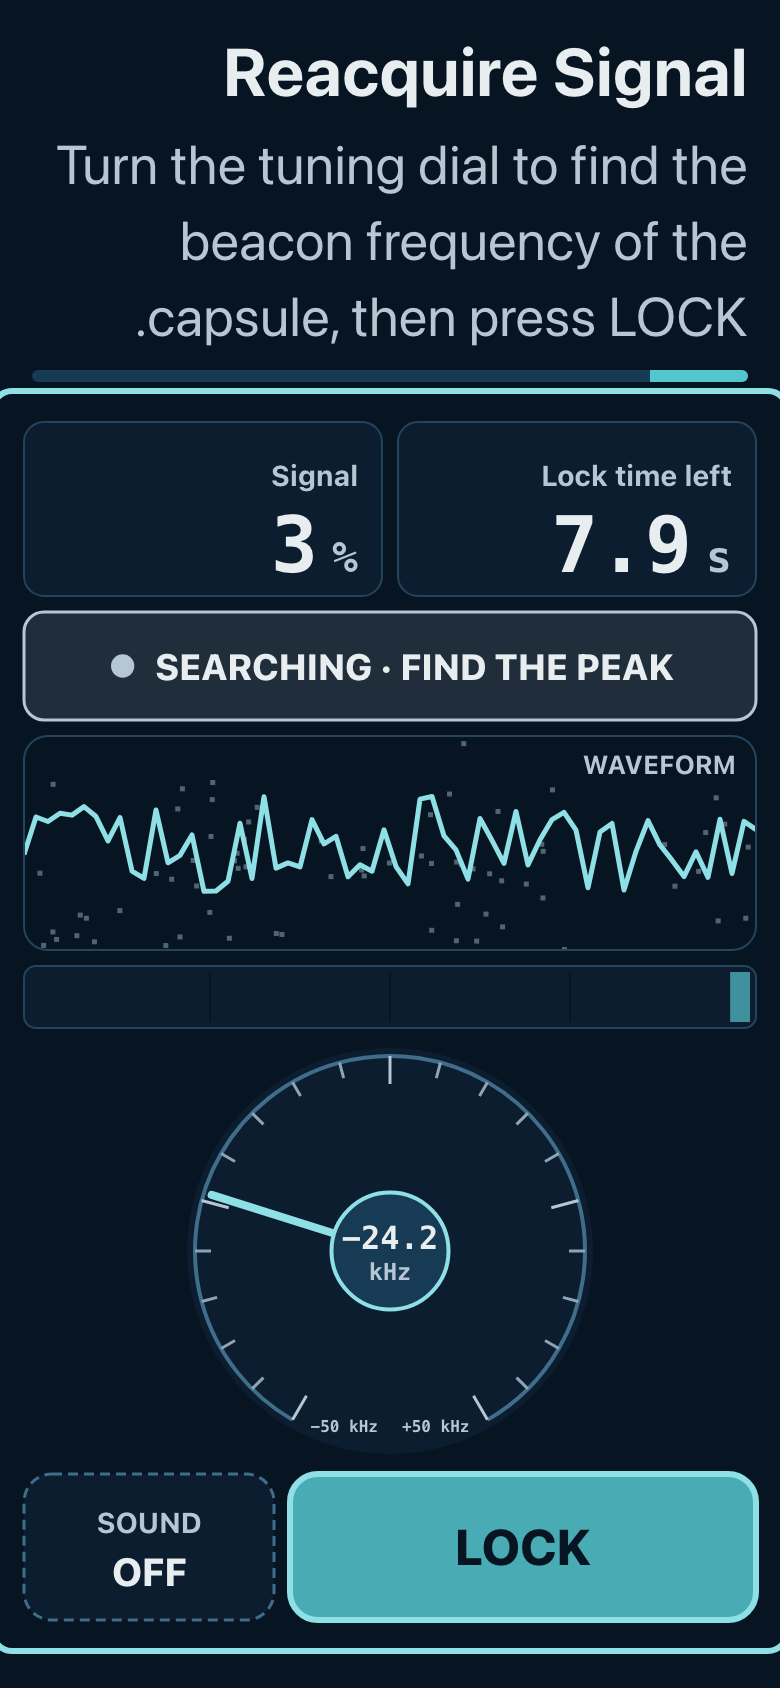 Reacquire Signal
Turn the tuning dial to find the
beacon frequency of the
.capsule, then press LOCK
Lock time left
7.9 s
Signal
3 %
SEARCHING · FIND THE PEAK
WAVEFORM
−24.2
kHz
−50 kHz +50 kHz
SOUND
OFF
LOCK